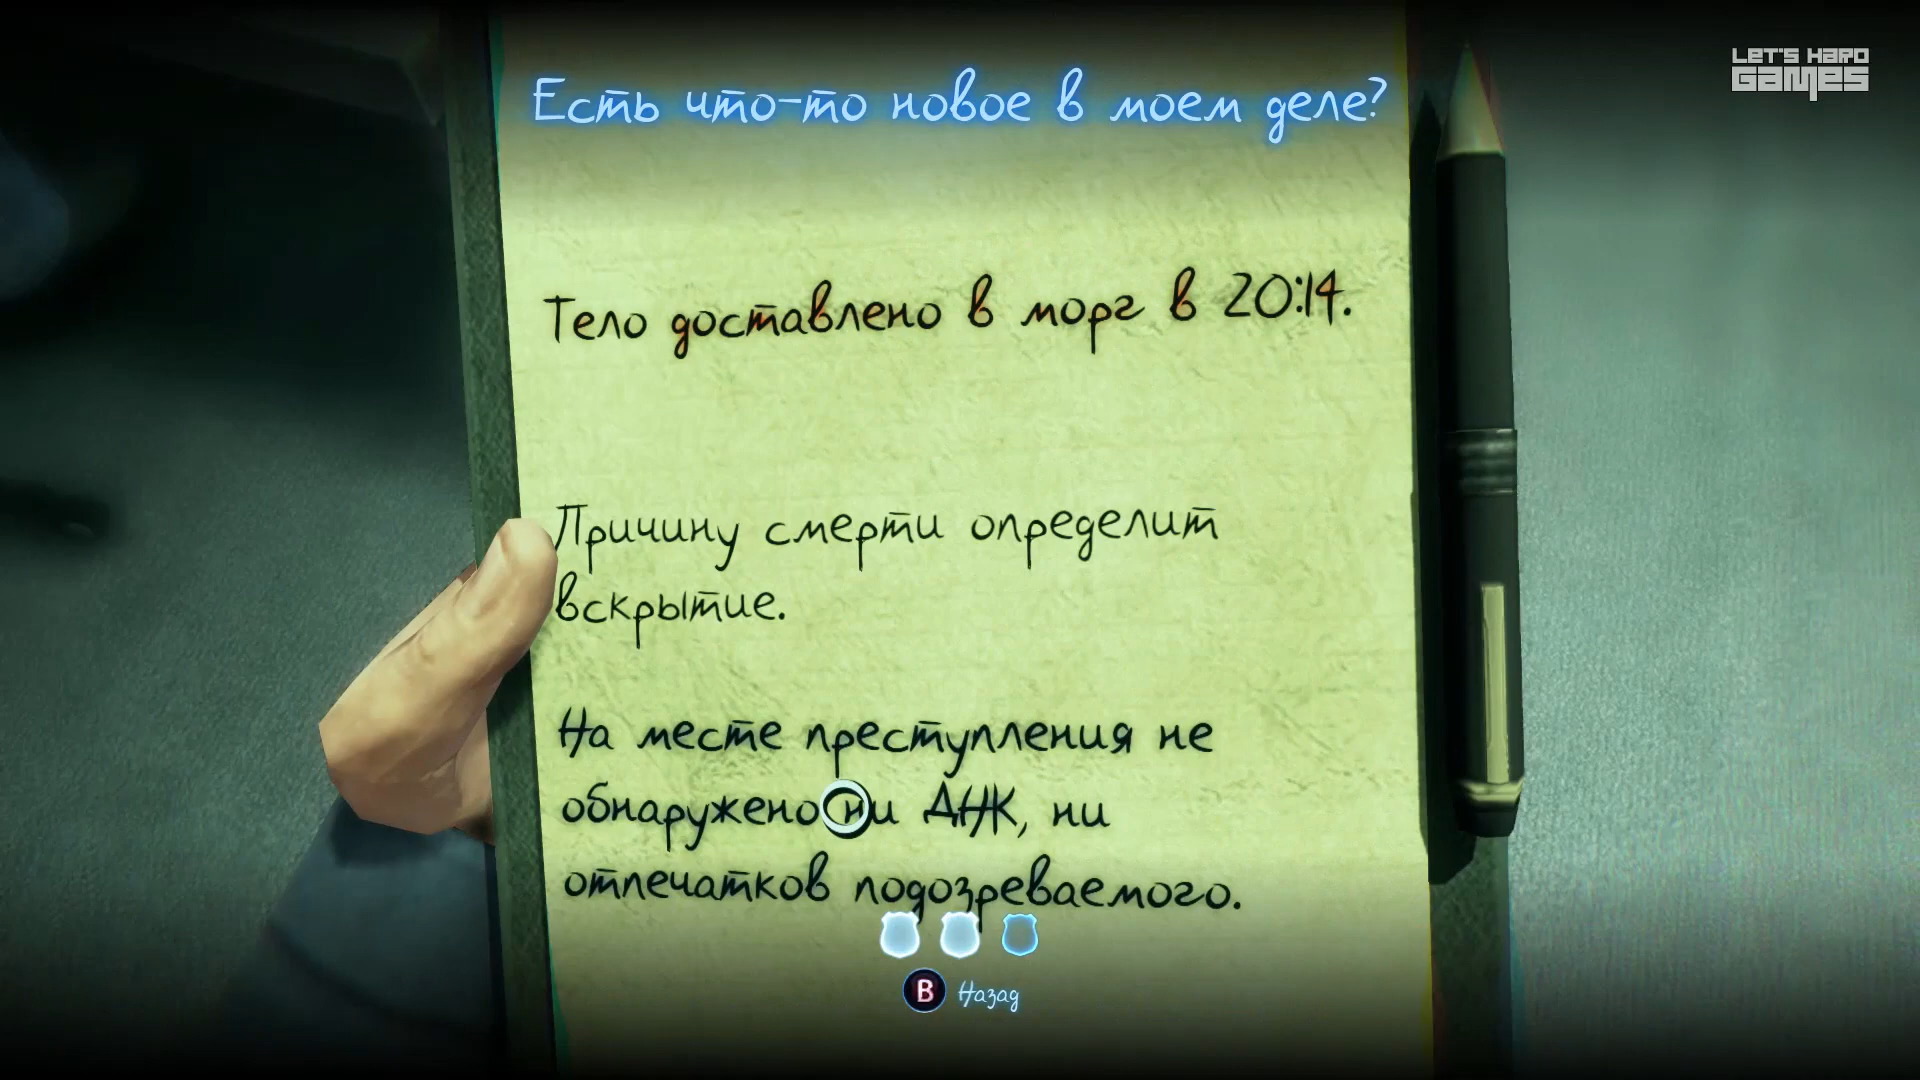 LET'S HARD
GAMES
Есть что-то новое в моем деле?
Тело доставлено в морг в 20:14.
Причину смерти определит
вскрытие.
На месте преступления не
обнаружено ни ДНК, ни
отпечатков подозреваемого.
B Назад